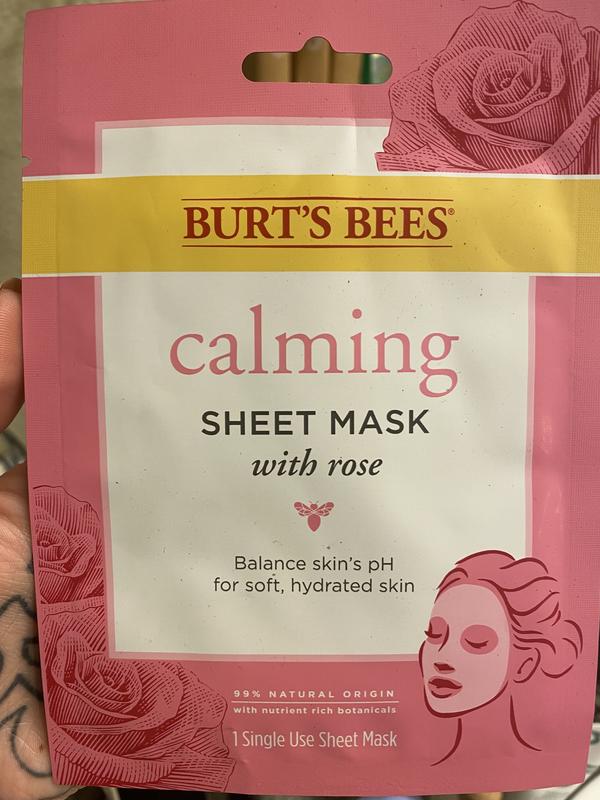 BURT'S BEES®
calming
SHEET MASK
with rose
Balance skin's pH
for soft, hydrated skin
99% NATURAL ORIGIN
with nutrient rich botanicals
1 Single Use Sheet Mask